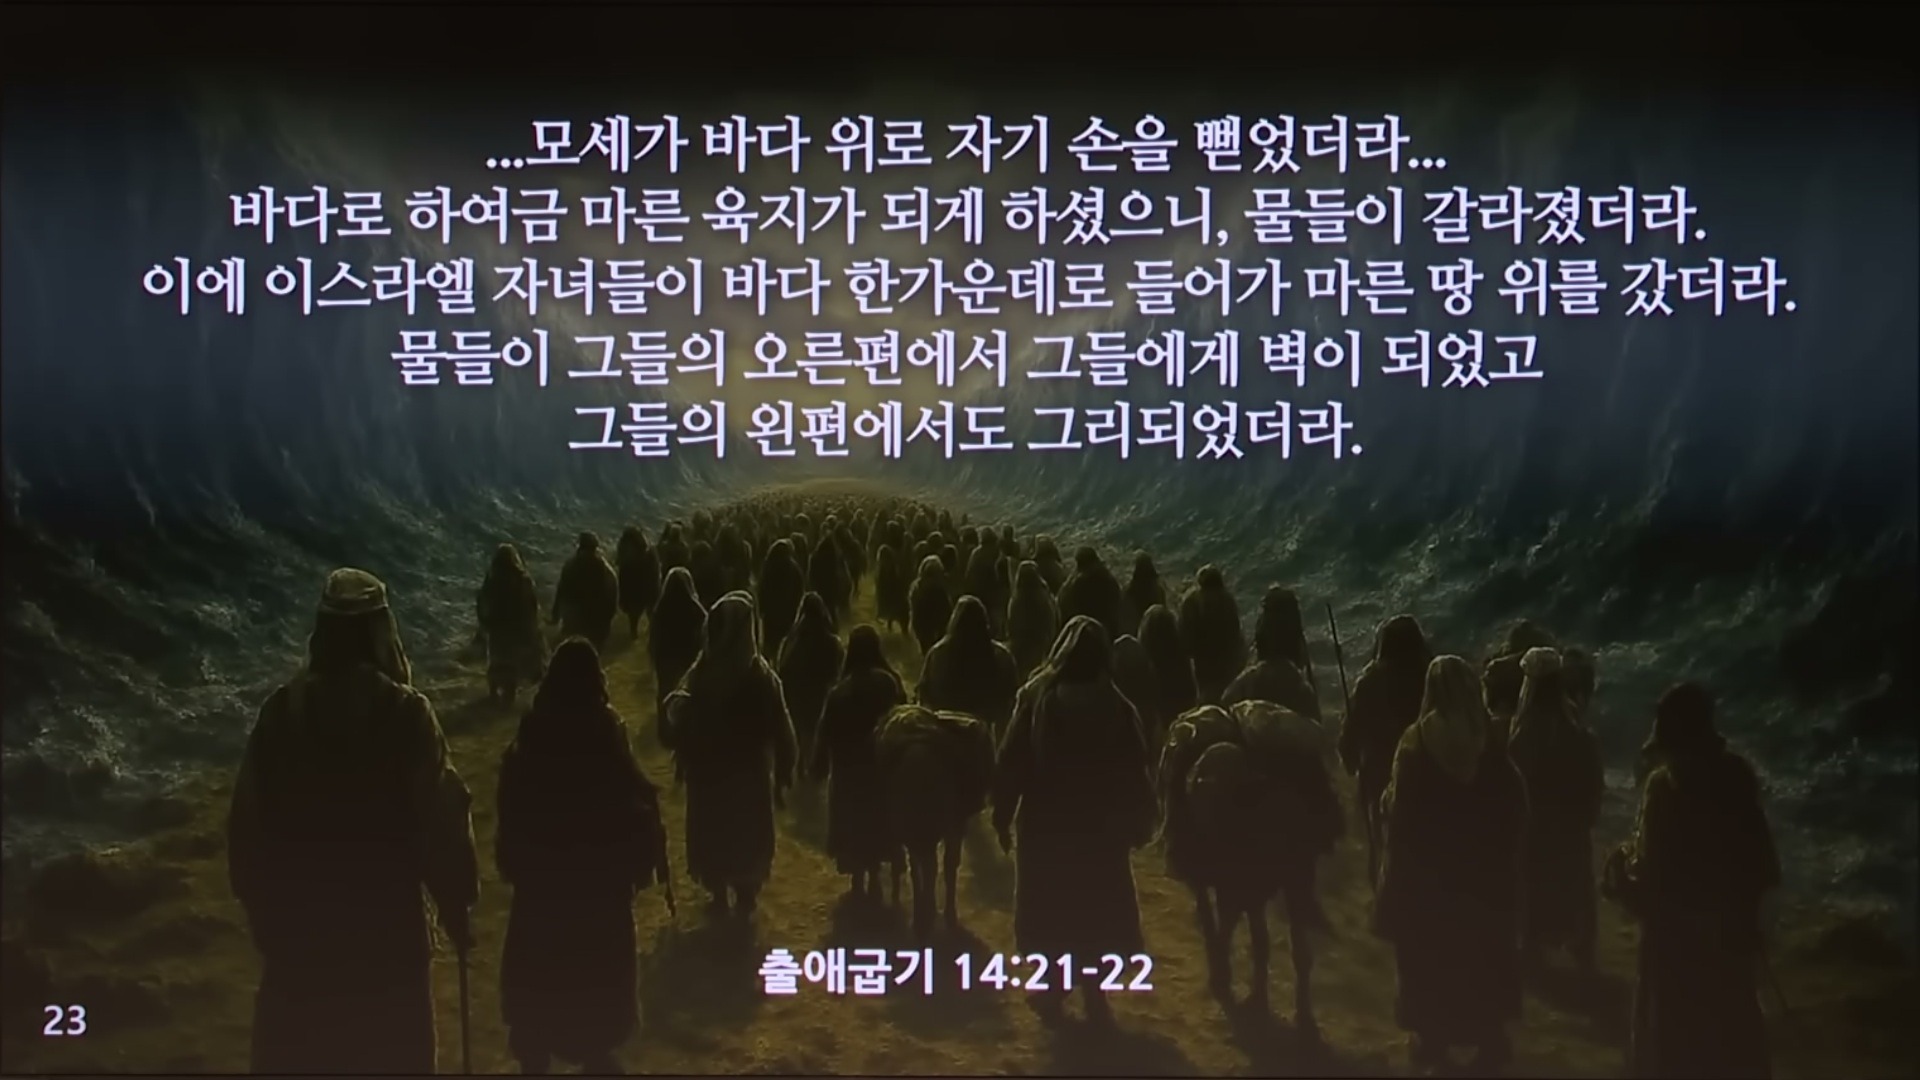 ...모세가 바다 위로 자기 손을 뻗었더라...
바다로 하여금 마른 육지가 되게 하셨으니, 물들이 갈라졌더라.
이에 이스라엘 자녀들이 바다 한가운데로 들어가 마른 땅 위를 갔더라.
물들이 그들의 오른편에서 그들에게 벽이 되었고
그들의 왼편에서도 그리되었더라.
출애굽기 14:21-22
23